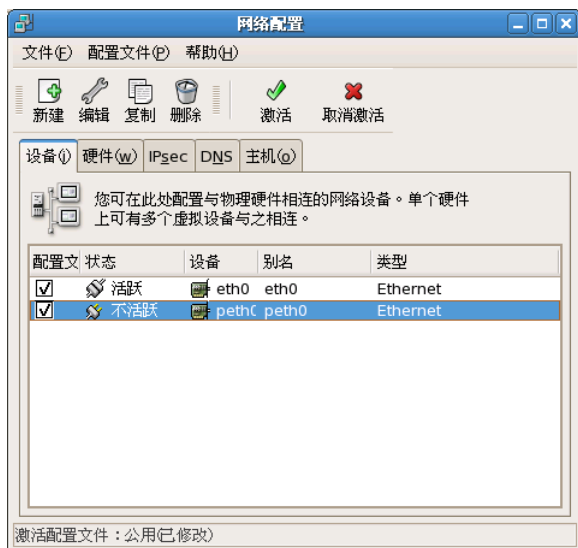 网络配置
文件(F) 配置文件(P) 帮助(H)
新建 编辑 复制 删除 激活 取消激活
设备(i) 硬件(w) IPsec DNS 主机(o)
您可在此处配置与物理硬件相连的网络设备。单个硬件
上可有多个虚拟设备与之相连。
配置文 状态 设备 别名 类型
活跃 eth0 eth0 Ethernet
不活跃 peth0 peth0 Ethernet
激活配置文件：公用(已修改)